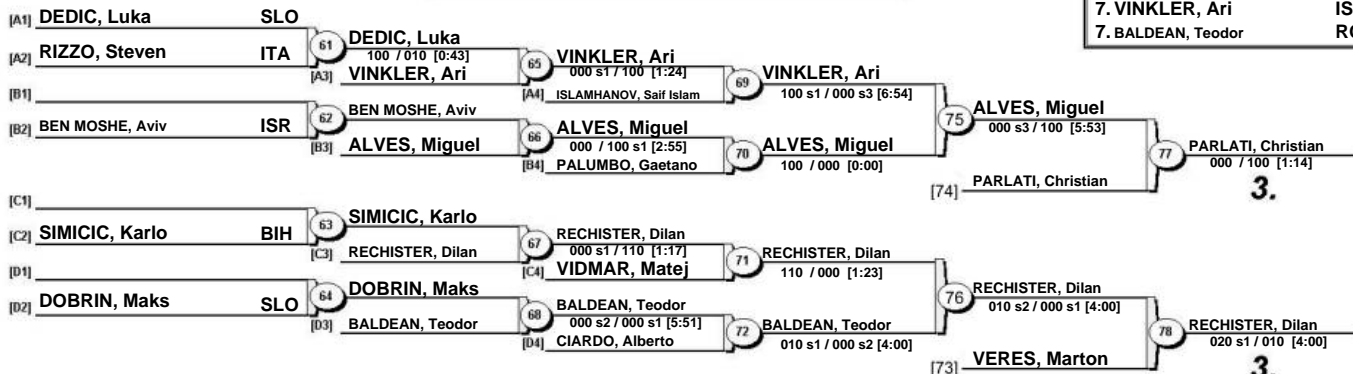 7. VINKLER, Ari IS
7. BALDEAN, Teodor RO
[A1] DEDIC, Luka SLO
[A2] RIZZO, Steven ITA
61 DEDIC, Luka
100 / 010 [0:43]
[A3] VINKLER, Ari
65 VINKLER, Ari
000 s1 / 100 [1:24]
[A4] ISLAMHANOV, Saif Islam
69 VINKLER, Ari
100 s1 / 000 s3 [6:54]
[B1]
[B2] BEN MOSHE, Aviv ISR
62 BEN MOSHE, Aviv
[B3] ALVES, Miguel
66 ALVES, Miguel
000 / 100 s1 [2:55]
[B4] PALUMBO, Gaetano
70 ALVES, Miguel
100 / 000 [0:00]
75 ALVES, Miguel
000 s3 / 100 [5:53]
[74] PARLATI, Christian
77 PARLATI, Christian
000 / 100 [1:14]
3.
[C1]
[C2] SIMICIC, Karlo BIH
63 SIMICIC, Karlo
[C3] RECHISTER, Dilan
67 RECHISTER, Dilan
000 s1 / 110 [1:17]
[C4] VIDMAR, Matej
71 RECHISTER, Dilan
110 / 000 [1:23]
[D1]
[D2] DOBRIN, Maks SLO
64 DOBRIN, Maks
[D3] BALDEAN, Teodor
68 BALDEAN, Teodor
000 s2 / 000 s1 [5:51]
[D4] CIARDO, Alberto
72 BALDEAN, Teodor
010 s1 / 000 s2 [4:00]
76 RECHISTER, Dilan
010 s2 / 000 s1 [4:00]
[73] VERES, Marton
78 RECHISTER, Dilan
020 s1 / 010 [4:00]
3.